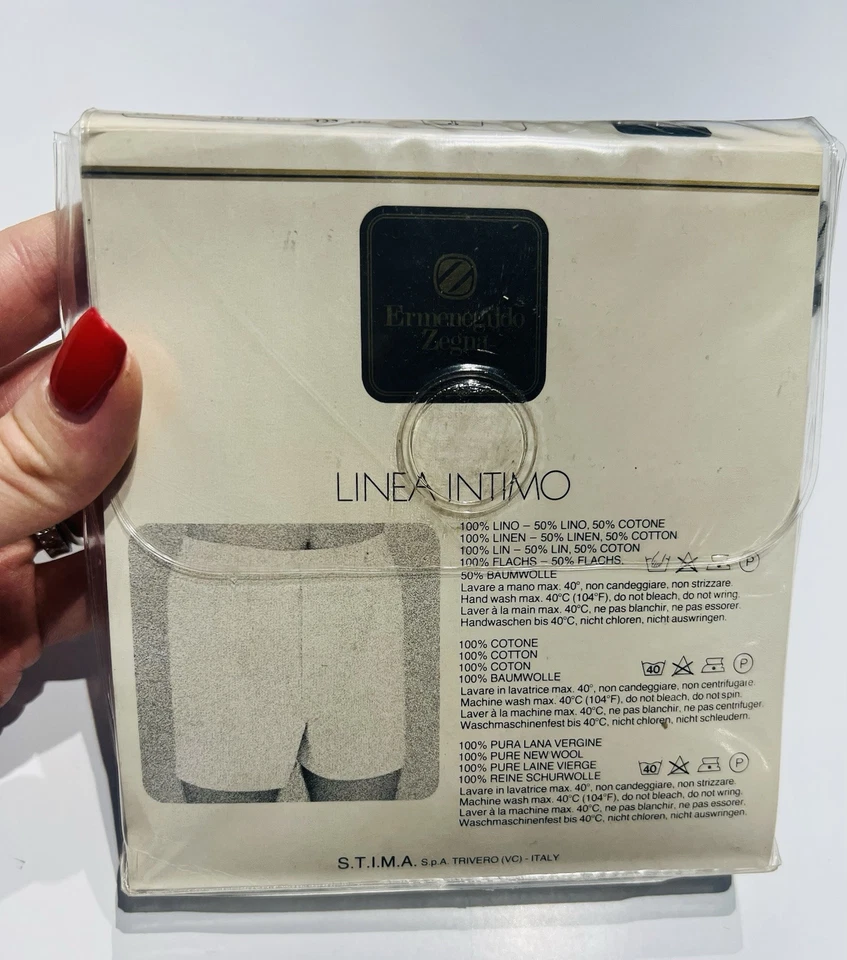 Ermenegildo
Zegna
LINEA INTIMO
100% LINO – 50% LINO, 50% COTONE
100% LINEN – 50% LINEN, 50% COTTON
100% LIN – 50% LIN, 50% COTON
100% FLACHS – 50% FLACHS,
50% BAUMWOLLE
P
Lavare a mano max. 40°, non candeggiare, non strizzare.
Hand wash max. 40°C (104°F), do not bleach, do not wring.
Laver à la main max. 40°C, ne pas blanchir, ne pas essorer.
Handwaschen bis 40°C, nicht chloren, nicht auswringen.
100% COTONE
100% COTTON
100% COTON
100% BAUMWOLLE
40 P
Lavare in lavatrice max. 40°, non candeggiare, non centrifugare.
Machine wash max. 40°C (104°F), do not bleach, do not spin.
Laver à la machine max. 40°C, ne pas blanchir, ne pas centrifuger.
Waschmaschinenfest bis 40°C, nicht chloren, nicht schleudern.
100% PURA LANA VERGINE
100% PURE NEW WOOL
100% PURE LAINE VIERGE
100% REINE SCHURWOLLE
40 P
Lavare in lavatrice max. 40°, non candeggiare, non strizzare.
Machine wash max. 40°C (104°F), do not bleach, do not wring.
Laver à la machine max. 40°C, ne pas blanchir, ne pas essorer.
Waschmaschinenfest bis 40°C, nicht chloren, nicht auswringen.
S.T.I.M.A. S.p.A. TRIVERO (VC) - ITALY